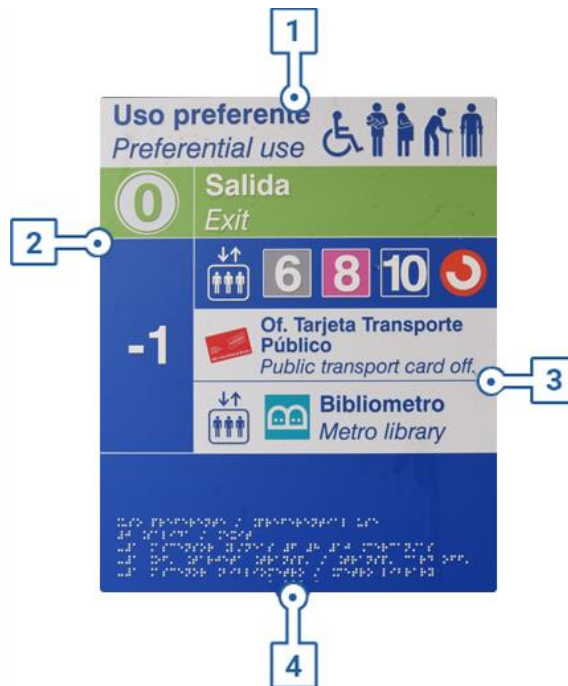 1
Uso preferente
Preferential use
0 Salida
Exit
2
6 8 10
-1
Of. Tarjeta Transporte
Público
Public transport card off.
3
Bibliometro
Metro library
4